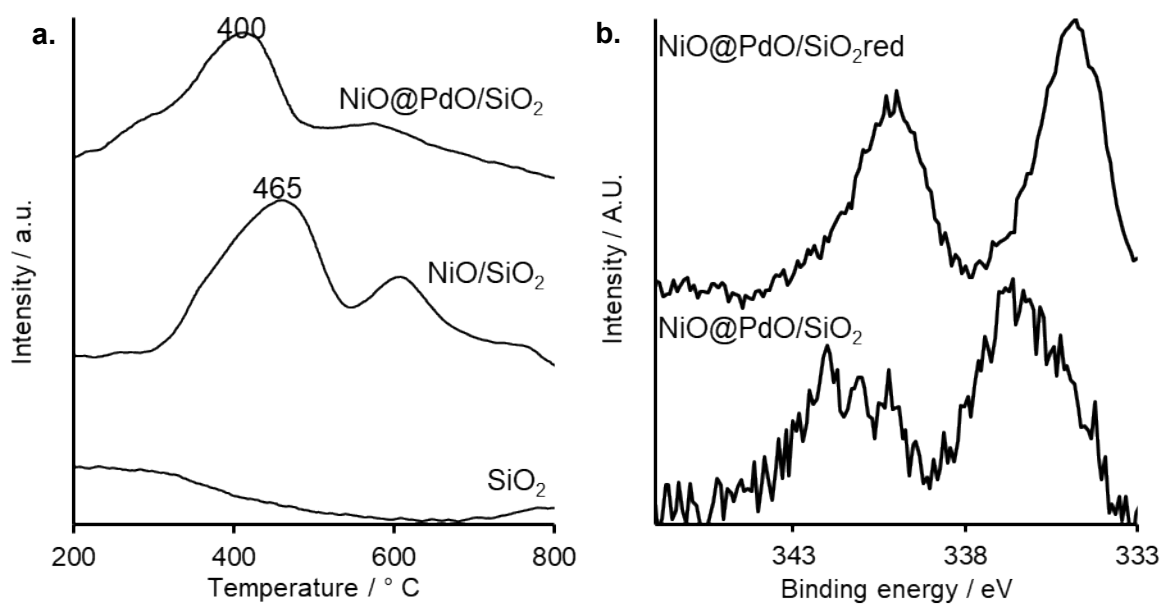 a.
400
NiO@PdO/SiO₂
465
NiO/SiO₂
SiO₂
Intensity / a.u.
200
400
600
800
Temperature / ° C
b.
NiO@PdO/SiO₂red
NiO@PdO/SiO₂
Intensity / A.U.
343
338
333
Binding energy / eV